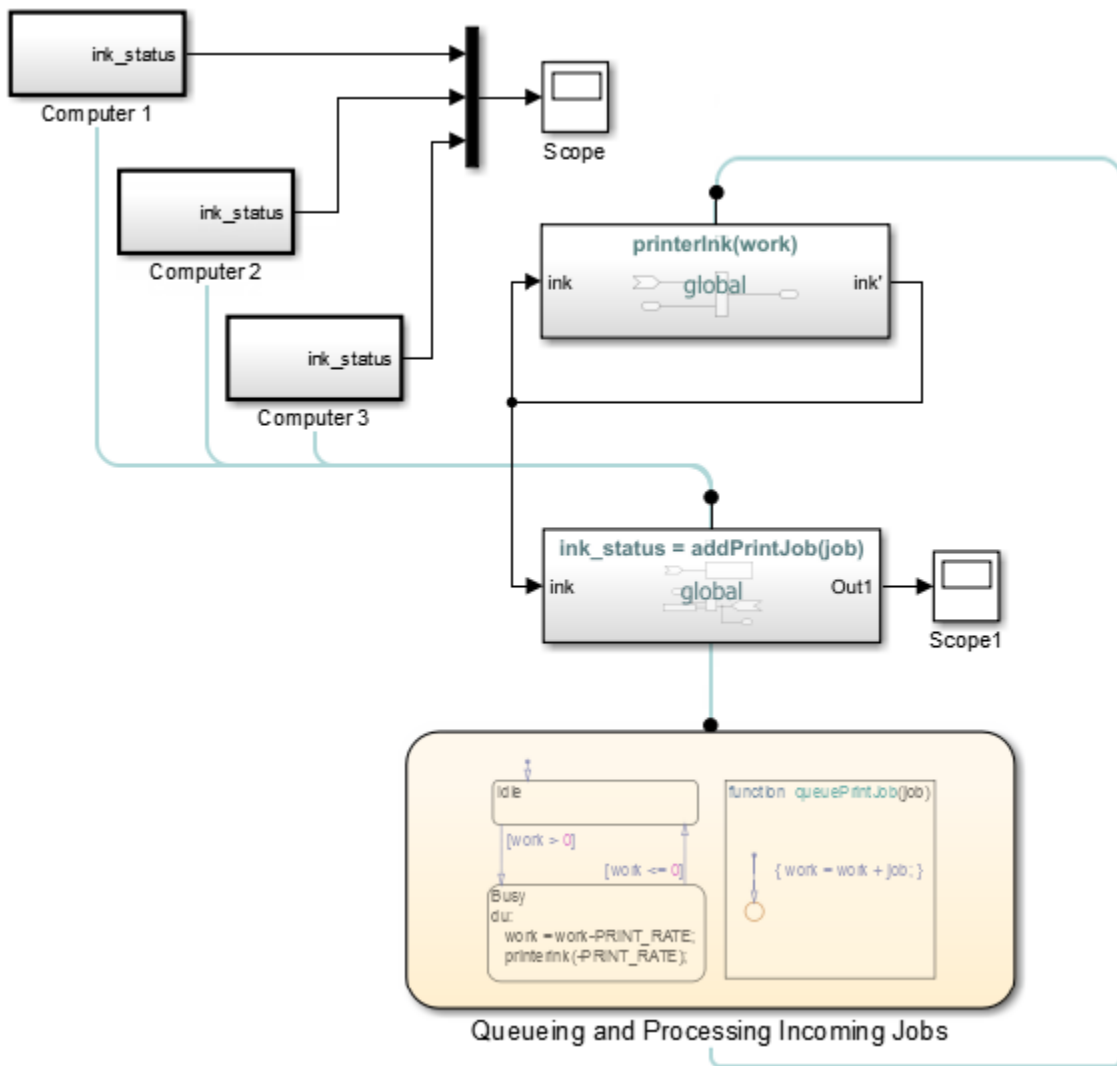 ink_status
Computer 1
ink_status
Computer 2
ink_status
Computer 3
Scope
printerInk(work)
ink
global
ink'
ink_status = addPrintJob(job)
ink
global
Out1
Scope1
Idle
[work > 0]
[work <= 0]
Busy
du:
work = work-PRINT_RATE;
printerInk(-PRINT_RATE);
function queuePrintJob(job)
{ work = work + job; }
Queueing and Processing Incoming Jobs